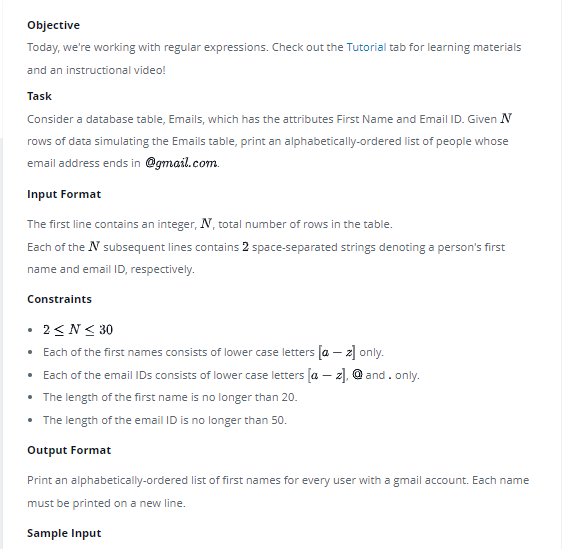 Objective
Today, we're working with regular expressions. Check out the Tutorial tab for learning materials
and an instructional video!
Task
Consider a database table, Emails, which has the attributes First Name and Email ID. Given N
rows of data simulating the Emails table, print an alphabetically-ordered list of people whose
email address ends in @gmail.com.
Input Format
The first line contains an integer, N, total number of rows in the table.
Each of the N subsequent lines contains 2 space-separated strings denoting a person's first
name and email ID, respectively.
Constraints
• 2 ≤ N ≤ 30
• Each of the first names consists of lower case letters [a − z] only.
• Each of the email IDs consists of lower case letters [a − z], @ and . only.
• The length of the first name is no longer than 20.
• The length of the email ID is no longer than 50.
Output Format
Print an alphabetically-ordered list of first names for every user with a gmail account. Each name
must be printed on a new line.
Sample Input